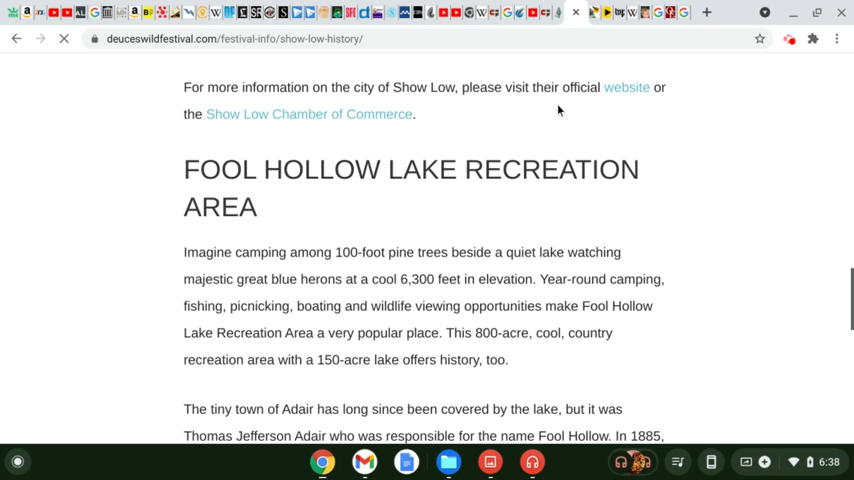 deuceswildfestival.com/festival-info/show-low-history/
For more information on the city of Show Low, please visit their official website or
the Show Low Chamber of Commerce.
FOOL HOLLOW LAKE RECREATION
AREA
Imagine camping among 100-foot pine trees beside a quiet lake watching
majestic great blue herons at a cool 6,300 feet in elevation. Year-round camping,
fishing, picnicking, boating and wildlife viewing opportunities make Fool Hollow
Lake Recreation Area a very popular place. This 800-acre, cool, country
recreation area with a 150-acre lake offers history, too.
The tiny town of Adair has long since been covered by the lake, but it was
Thomas Jefferson Adair who was responsible for the name Fool Hollow. In 1885,
6:38